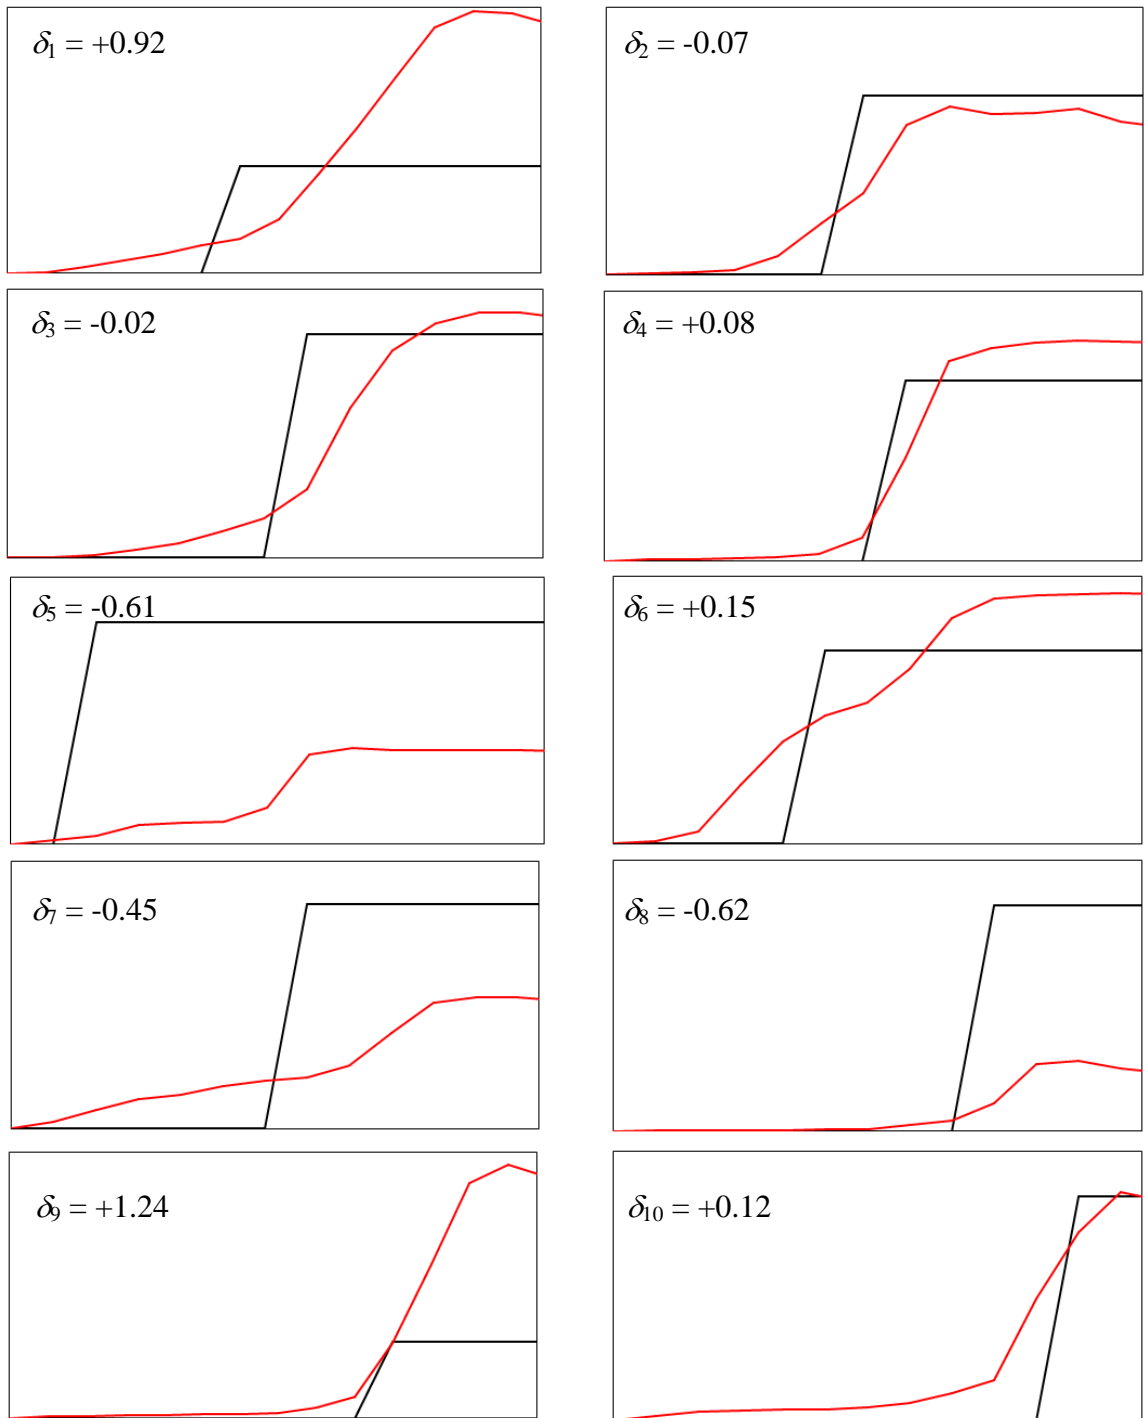 δ₁ = +0.92
δ₂ = -0.07
δ₃ = -0.02
δ₄ = +0.08
δ₅ = -0.61
δ₆ = +0.15
δ₇ = -0.45
δ₈ = -0.62
δ₉ = +1.24
δ₁₀ = +0.12